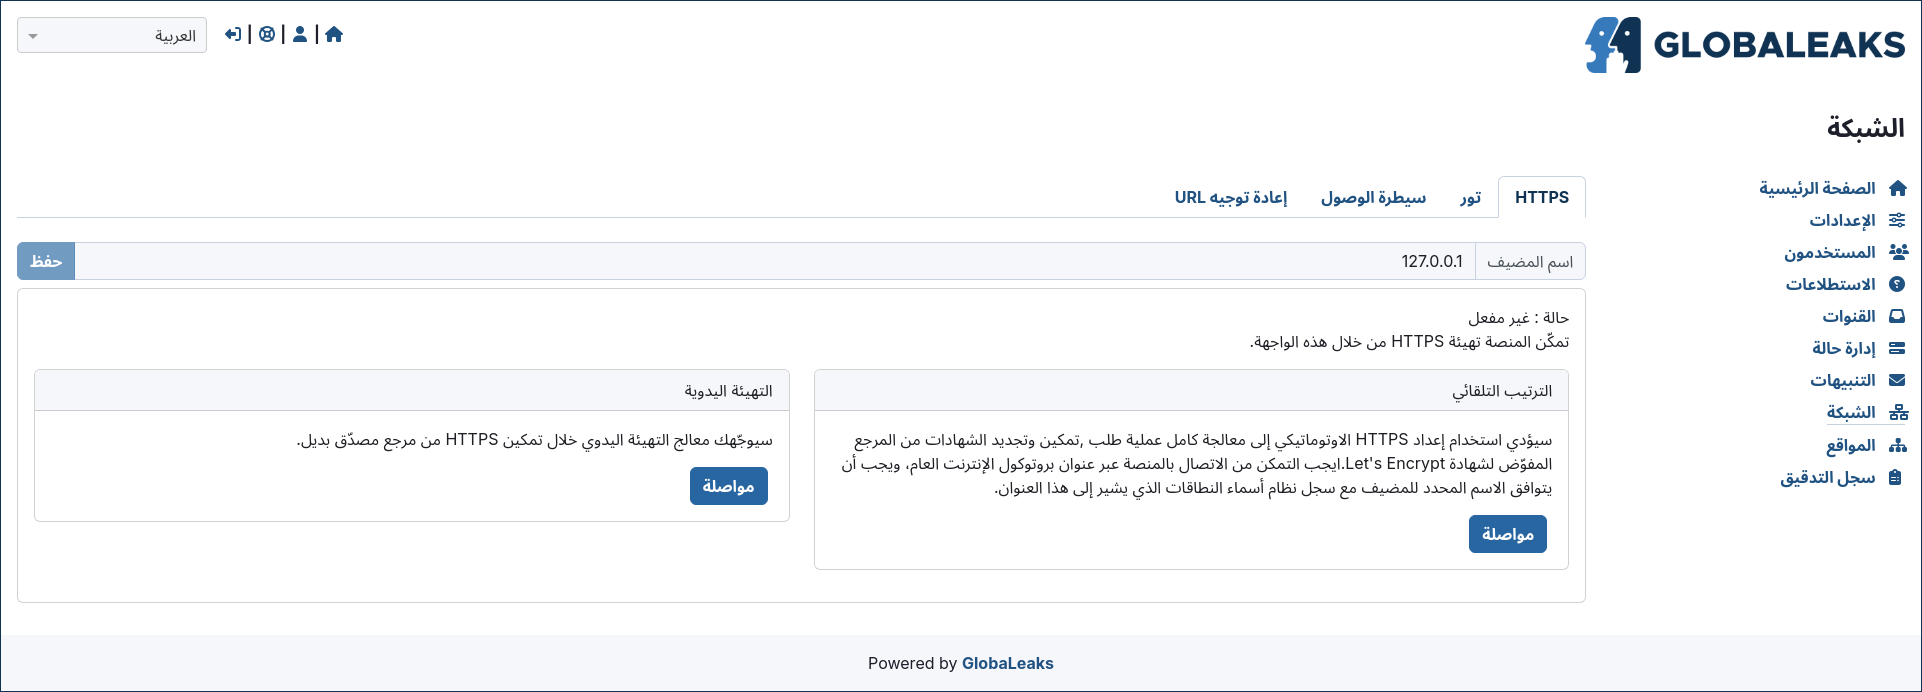 GLOBALEAKS
العربية
الشبكة
الصفحة الرئيسية
الإعدادات
المستخدمون
الاستطلاعات
القنوات
إدارة حالة
التنبيهات
الشبكة
المواقع
سجل التدقيق
HTTPS
تور
سيطرة الوصول
إعادة توجيه URL
اسم المضيف
127.0.0.1
حفظ
حالة : غير مفعل
تمكّن المنصة تهيئة HTTPS من خلال هذه الواجهة.
الترتيب التلقائي
سيؤدي استخدام إعداد HTTPS الاوتوماتيكي إلى معالجة كامل عملية طلب ,تمكين وتجديد الشهادات من المرجع
المفوّض لشهادة Let's Encrypt.ايجب التمكن من الاتصال بالمنصة عبر عنوان بروتوكول الإنترنت العام، ويجب أن
يتوافق الاسم المحدد للمضيف مع سجل نظام أسماء النطاقات الذي يشير إلى هذا العنوان.
مواصلة
التهيئة اليدوية
سيوجّهك معالج التهيئة اليدوي خلال تمكين HTTPS من مرجع مصدّق بديل.
مواصلة
Powered by GlobaLeaks